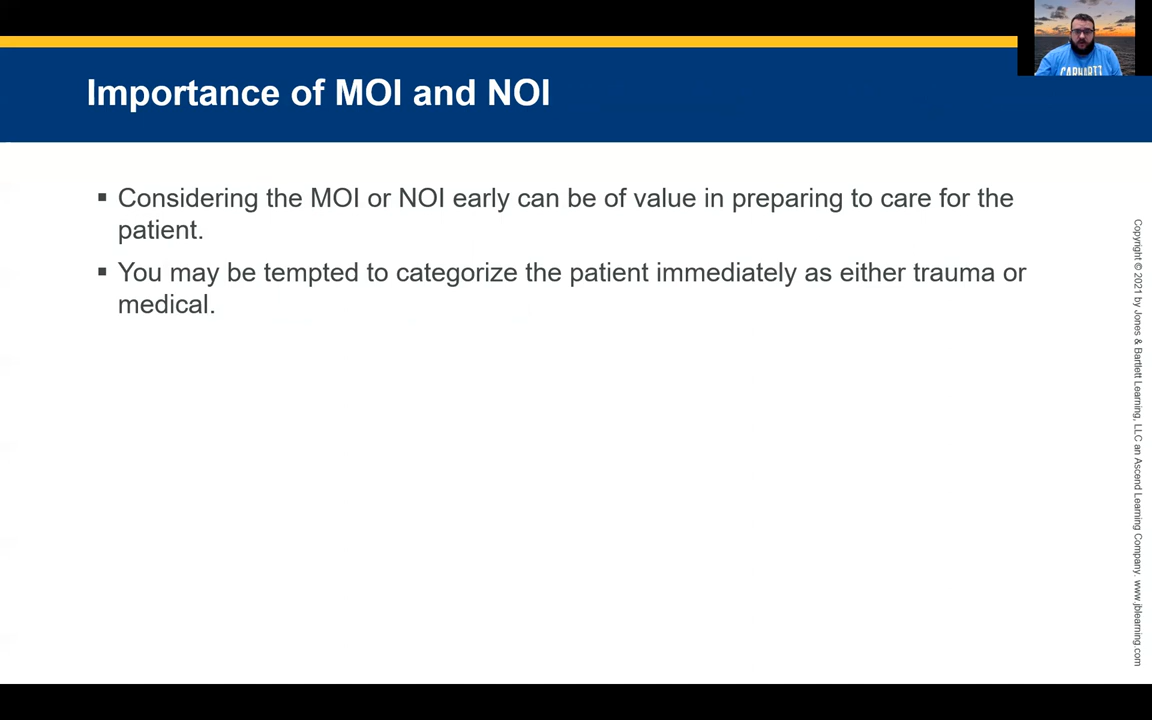 Importance of MOI and NOI
▪ Considering the MOI or NOI early can be of value in preparing to care for the
patient.
▪ You may be tempted to categorize the patient immediately as either trauma or
medical.
Copyright © 2021 by Jones & Bartlett Learning, LLC an Ascend Learning Company. www.jblearning.com
CARHARTT